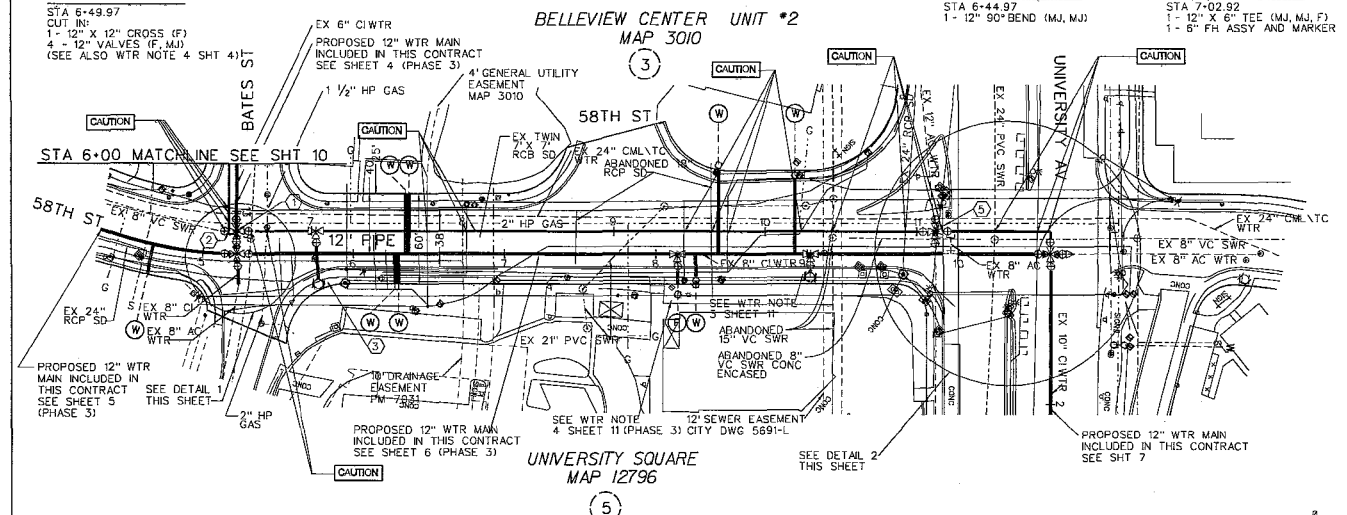 STA 6+49.97
CUT IN:
1 - 12" X 12" CROSS (F)
4 - 12" VALVES (F, MJ)
(SEE ALSO WTR NOTE 4 SHT 4)
BATES ST
EX 6" CIWTR
PROPOSED 12" WTR MAIN
INCLUDED IN THIS CONTRACT
SEE SHEET 4 (PHASE 3)
1 1/2" HP GAS
4' GENERAL UTILITY
EASEMENT
MAP 3010
BELLEVIEW CENTER UNIT #2
MAP 3010
3
STA 6+44.97
1 - 12" 90° BEND (MJ, MJ)
STA 7+02.92
1 - 12" X 6" TEE (MJ, MJ, F)
1 - 6" FH ASSY AND MARKER
CAUTION
CAUTION
CAUTION
CAUTION
CAUTION
STA 6+00 MATCHLINE SEE SHT 10
58TH ST
EX TWIN
7' X 7'
RCB SD
EX 24" CML\TC
WTR
ABANDONED 18"
RCP SD
W
W
W
W
SIGN
EX 24" RCP SD
EX 12" AC WTR
EX 24" PVC SWR
UNIVERSITY AV
58TH ST
EX 8" VC SWR
12" PIPE
2" HP GAS
EX 24" CML\TC
WTR
EX 8" VC SWR
EX 8" AC WTR
EX 8" CIWTR
EX 8" AC
WTR
EX 24"
RCP SD
EX 8" CI
WTR
W
EX 8" AC
WTR
PROPOSED 12" WTR
MAIN INCLUDED IN
THIS CONTRACT
SEE SHEET 5
(PHASE 3)
SEE DETAIL 1
THIS SHEET
2" HP
GAS
CAUTION
10' DRAINAGE
EASEMENT
PM 7931
W
W
3
EX 21" PVC SWR
F
W
SEE WTR NOTE
3 SHEET 11
ABANDONED
15" VC SWR
ABANDONED 8"
VC SWR CONC
ENCASED
EX 10" CIWTR
PROPOSED 12" WTR MAIN
INCLUDED IN THIS CONTRACT
SEE SHEET 6 (PHASE 3)
SEE WTR NOTE
4 SHEET 11 (PHASE 3)
12' SEWER EASEMENT
CITY DWG 5691-L
SEE DETAIL 2
THIS SHEET
PROPOSED 12" WTR MAIN
INCLUDED IN THIS CONTRACT
SEE SHT 7
UNIVERSITY SQUARE
MAP 12796
5